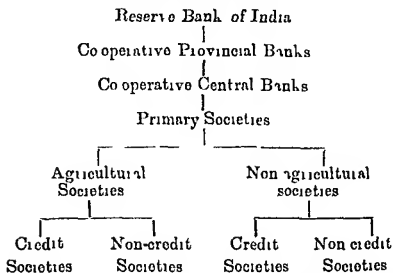 Reserve Bank of India
Co operative Provincial Banks
Co operative Central Banks
Primary Societies
Agricultural Societies
Non agricultural societies
Credit Societies
Non-credit Societies
Credit Societies
Non credit Societies